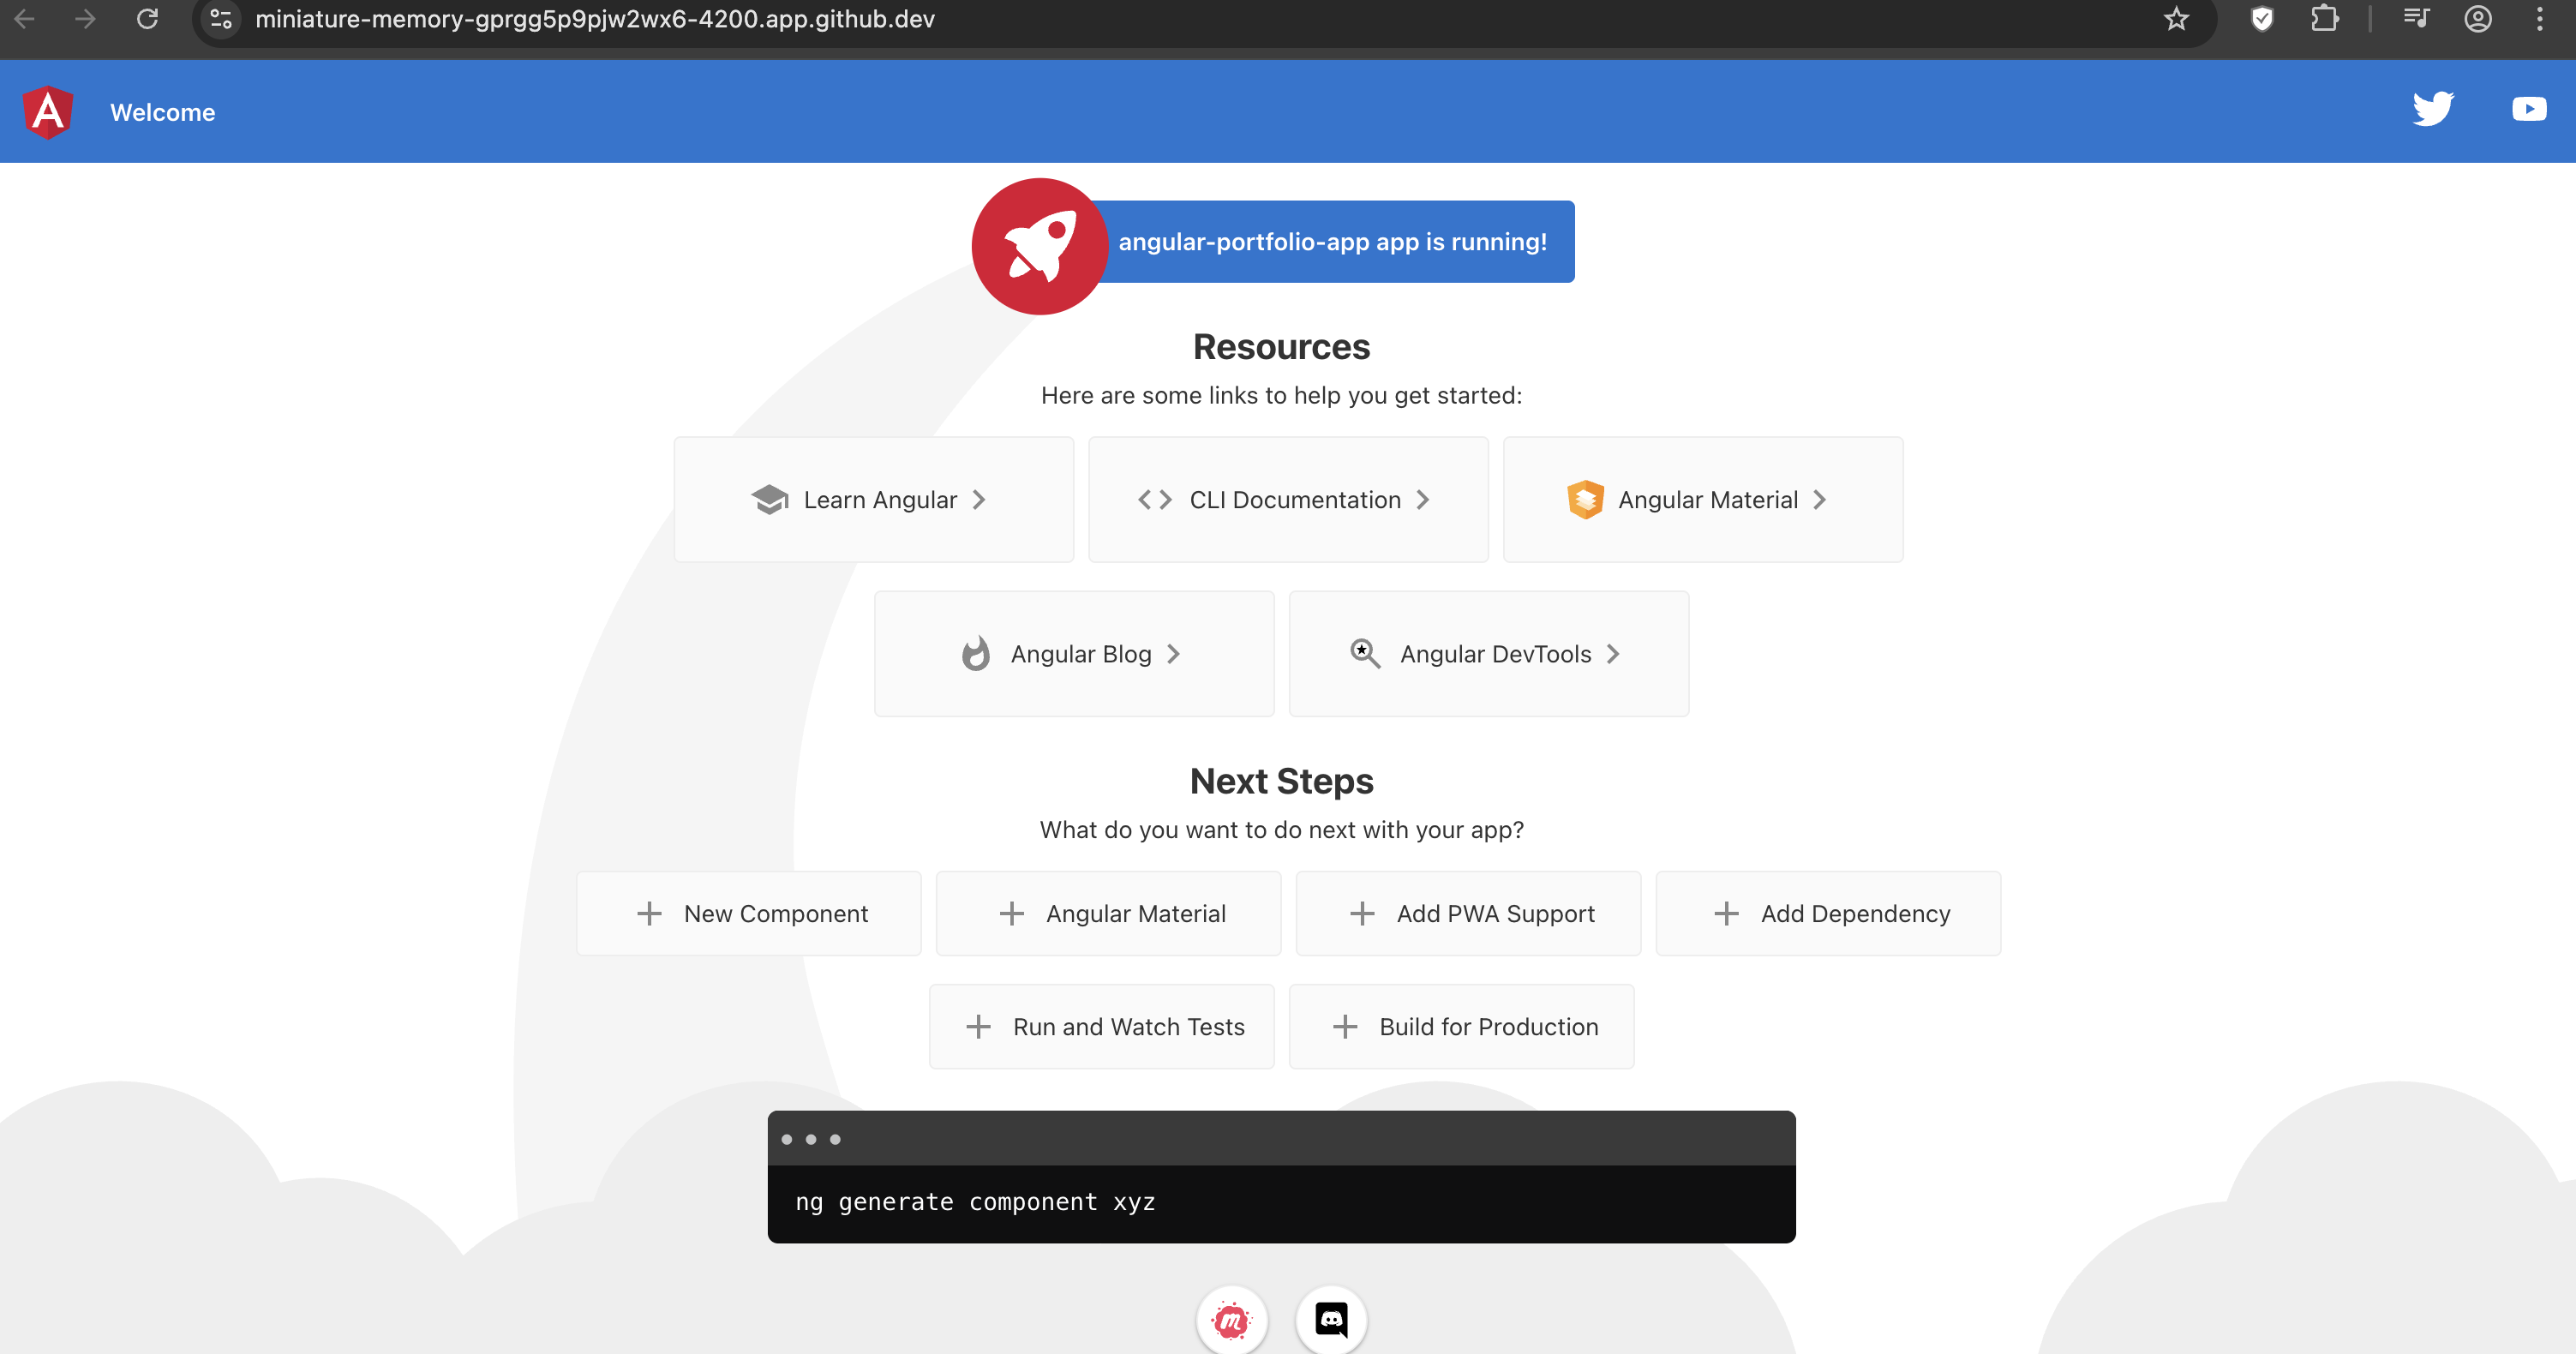 miniature-memory-gprgg5p9pjw2wx6-4200.app.github.dev
Welcome
angular-portfolio-app app is running!
Resources
Here are some links to help you get started:
Learn Angular
CLI Documentation
Angular Material
Angular Blog
Angular DevTools
Next Steps
What do you want to do next with your app?
New Component
Angular Material
Add PWA Support
Add Dependency
Run and Watch Tests
Build for Production
ng generate component xyz